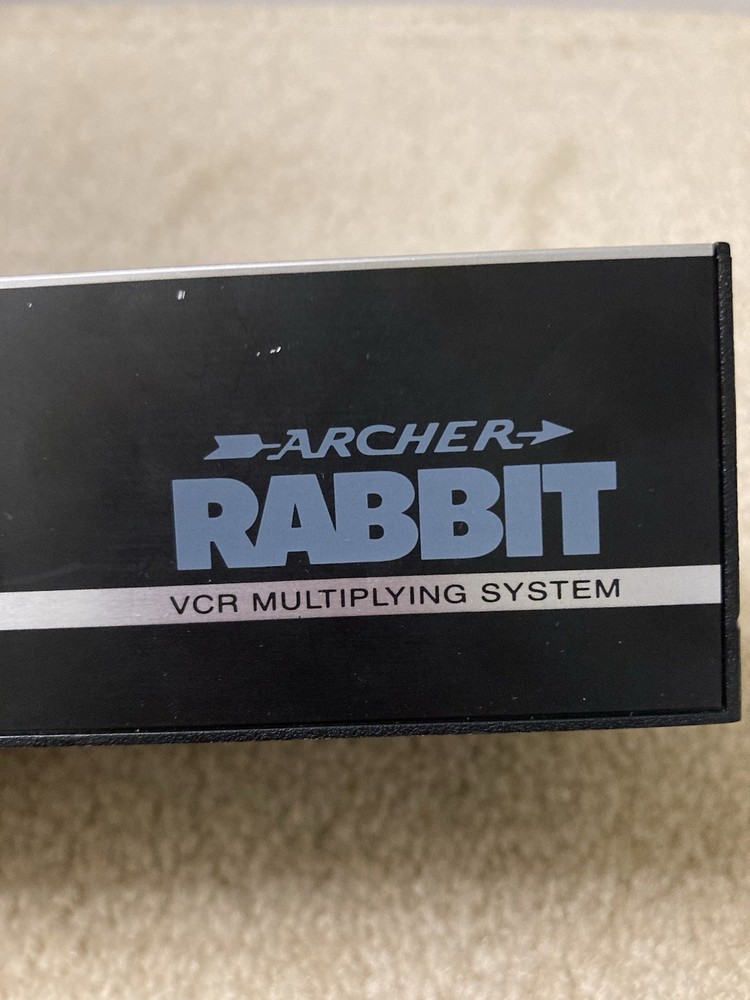 ARCHER
RABBIT
VCR MULTIPLYING SYSTEM